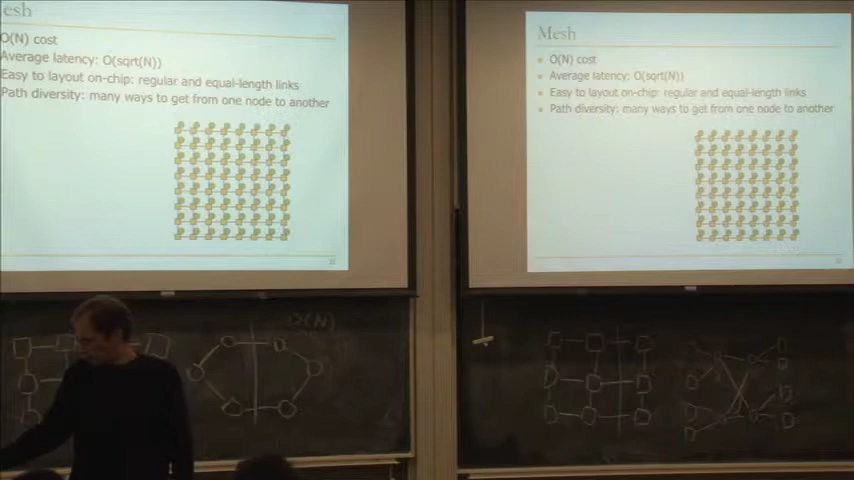 esh
O(N) cost
Average latency: O(sqrt(N))
Easy to layout on-chip: regular and equal-length links
Path diversity: many ways to get from one node to another
Mesh
O(N) cost
Average latency: O(sqrt(N))
Easy to layout on-chip: regular and equal-length links
Path diversity: many ways to get from one node to another
O(N)